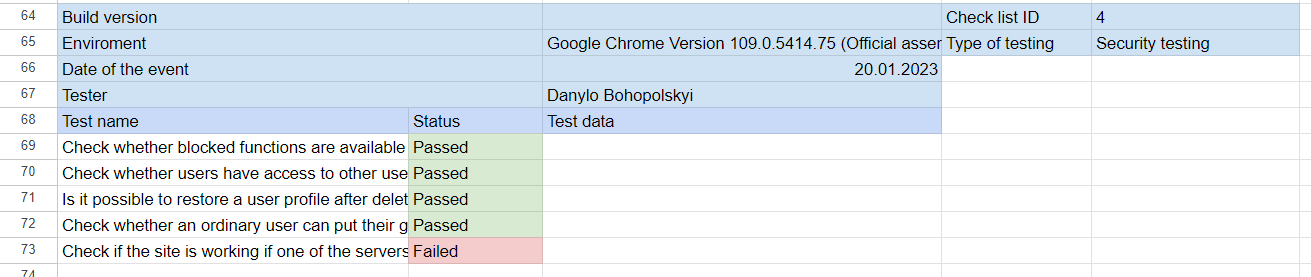 64 Build version Check list ID 4
65 Enviroment Google Chrome Version 109.0.5414.75 (Official asser Type of testing Security testing
66 Date of the event 20.01.2023
67 Tester Danylo Bohopolskyi
68 Test name Status Test data
69 Check whether blocked functions are available Passed
70 Check whether users have access to other use Passed
71 Is it possible to restore a user profile after delet Passed
72 Check whether an ordinary user can put their g Passed
73 Check if the site is working if one of the servers Failed
74